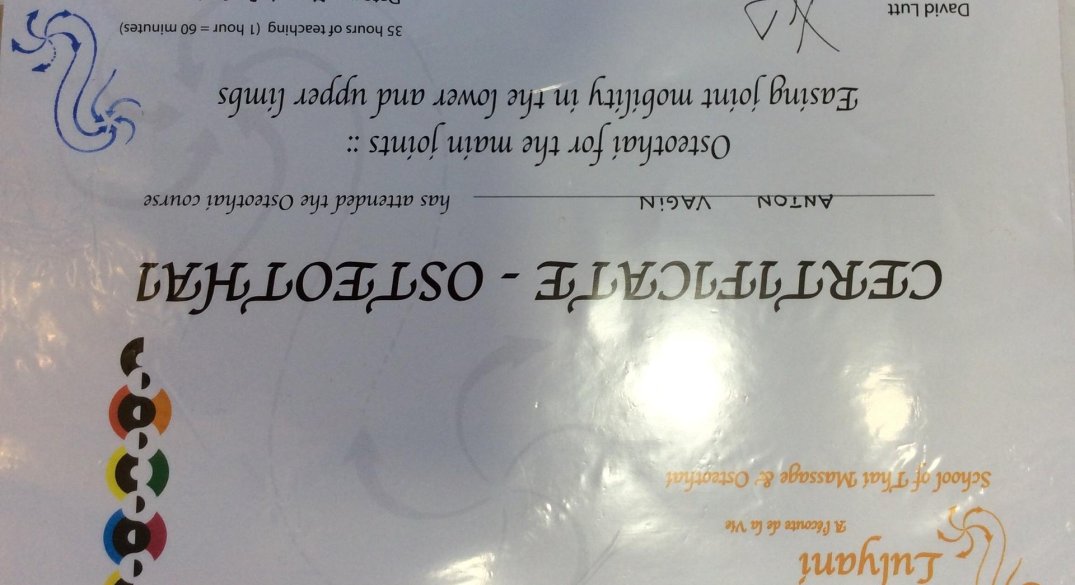 Lulyani
A l'écoute de la Vie
School of Thai Massage & Osteothai
CERTIFICATE - OSTEOTHAI
ANTON VAGIN has attended the Osteothai course
Osteothai for the main joints ::
Easing joint mobility in the lower and upper limbs
David Lutt
35 hours of teaching (1 hour = 60 minutes)